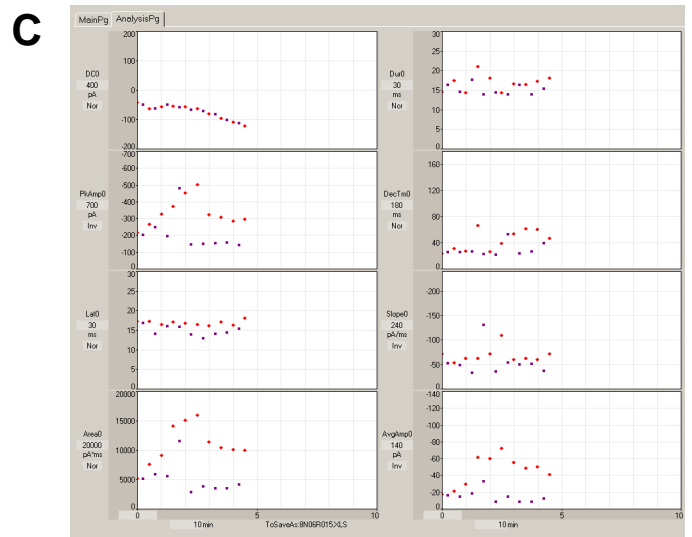 C
MainPg AnalysisPg
200
100
0
-100
-200
DC0
400
pA
Nor
30
25
20
15
10
5
0
Dur0
30
ms
Nor
-700
-600
-500
-400
-300
-200
-100
0
PkAmp0
700
pA
Inv
160
120
80
40
0
DecTm0
180
ms
Nor
30
25
20
15
10
5
0
Lat0
30
ms
Nor
-200
-150
-100
-50
0
Slope0
240
pA/ms
Inv
20000
15000
10000
5000
0
Area0
20000
pA*ms
Nor
-140
-120
-100
-80
-60
-40
-20
0
AvgAmp0
140
pA
Inv
0 5 10
10 min ToSaveAs:8N06R015.XLS
0 5 10
10 min